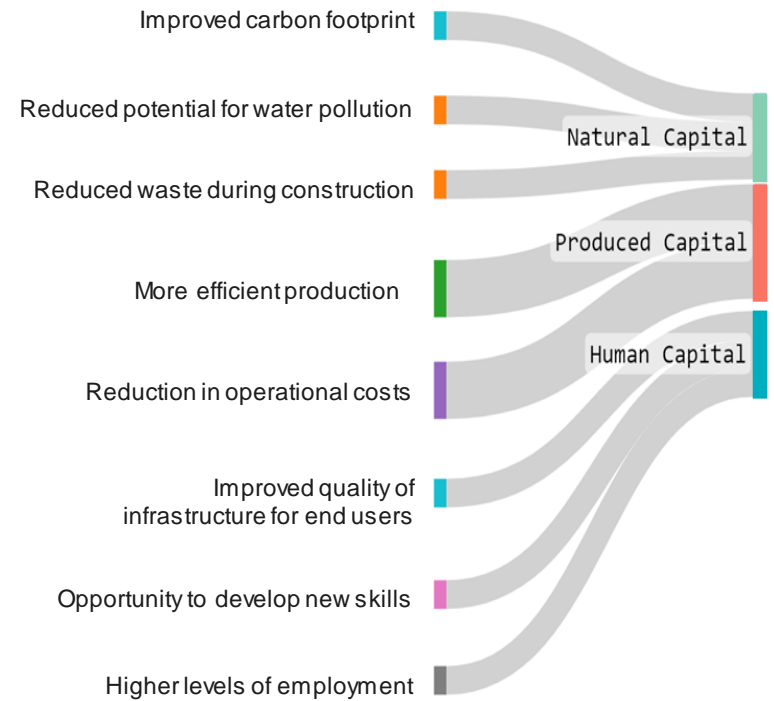 Improved carbon footprint
Reduced potential for water pollution
Natural Capital
Reduced waste during construction
Produced Capital
More efficient production
Human Capital
Reduction in operational costs
Improved quality of
infrastructure for end users
Opportunity to develop new skills
Higher levels of employment